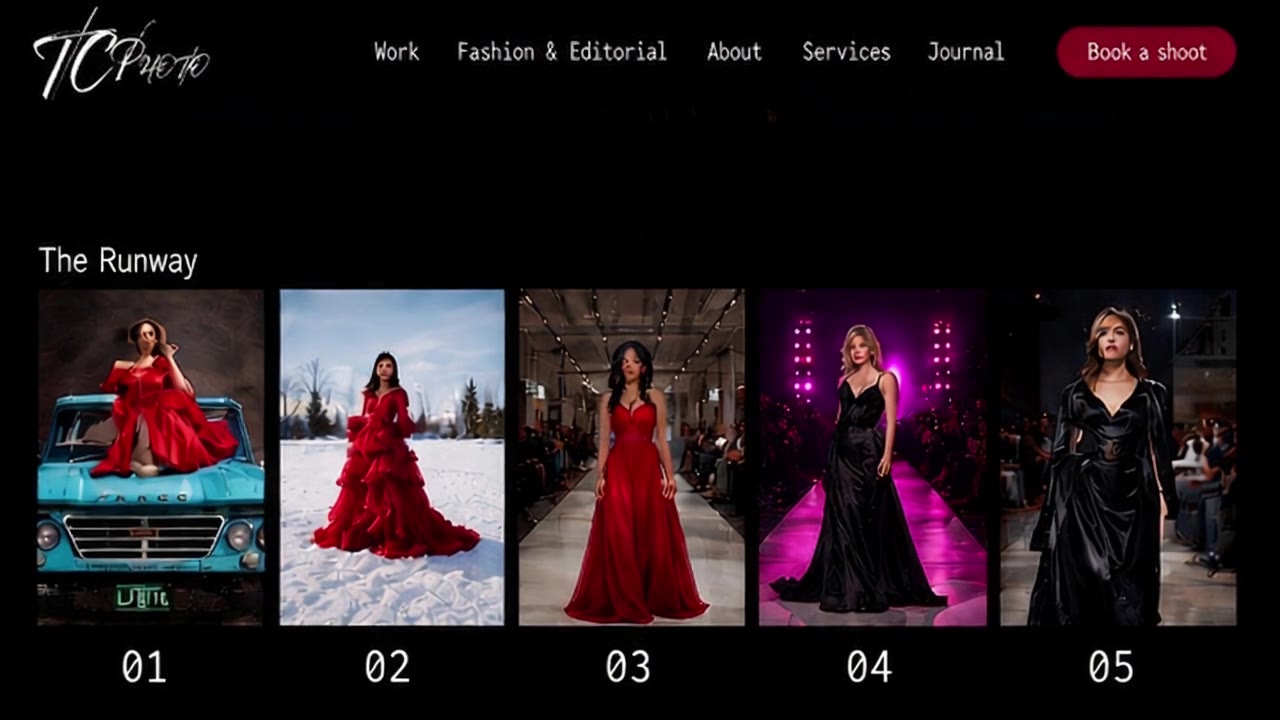 TCPhoto
Work Fashion & Editorial About Services Journal Book a shoot
The Runway
01 02 03 04 05